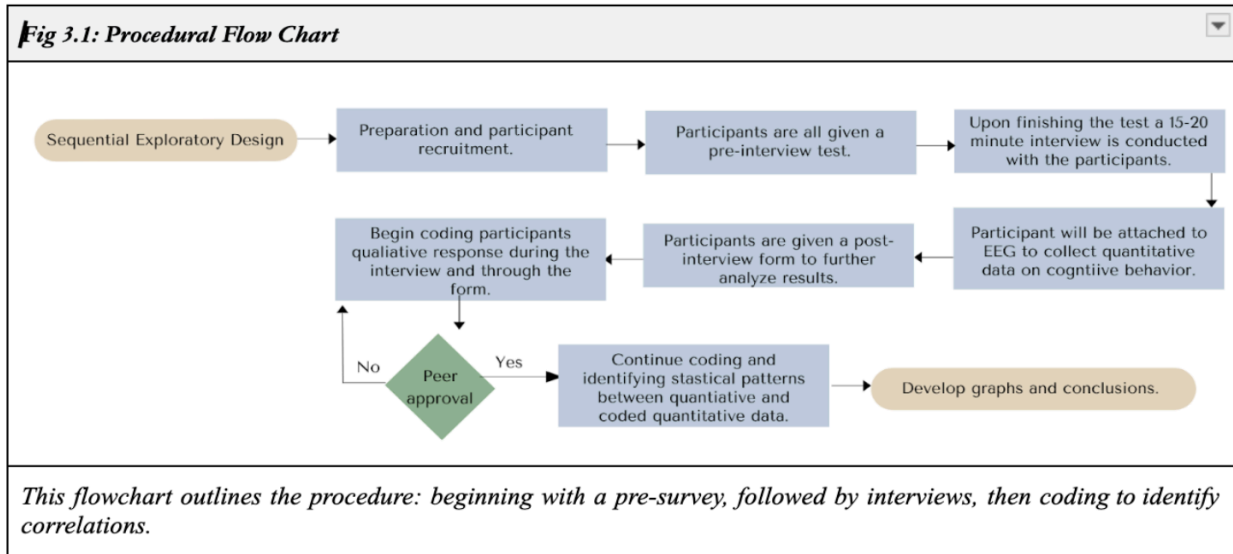 Fig 3.1: Procedural Flow Chart
Sequential Exploratory Design
Preparation and participant
recruitment.
Participants are all given a
pre-interview test.
Upon finishing the test a 15-20
minute interview is conducted
with the participants.
Participant will be attached to
EEG to collect quantitative
data on cogntiive behavior.
Participants are given a post-
interview form to further
analyze results.
Begin coding participants
qualiative response during the
interview and through the
form.
Peer
approval
No
Yes
Continue coding and
identifying stastical patterns
between quantiative and
coded quantitative data.
Develop graphs and conclusions.
This flowchart outlines the procedure: beginning with a pre-survey, followed by interviews, then coding to identify
correlations.